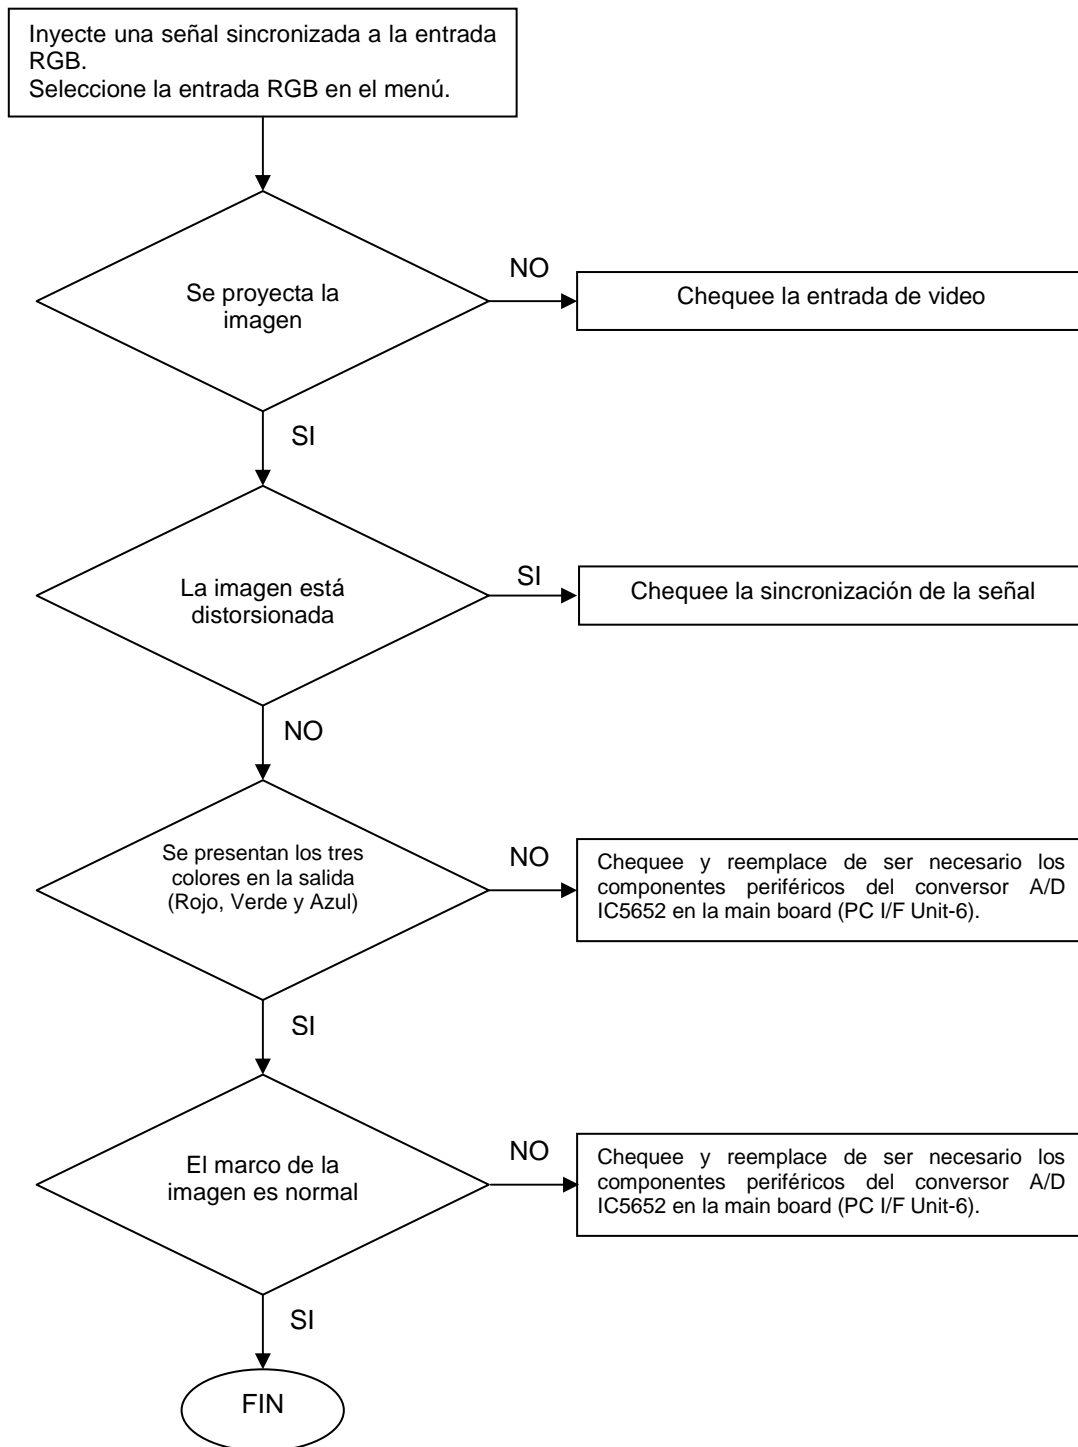 Inyecte una señal sincronizada a la entrada
RGB.
Seleccione la entrada RGB en el menú.
Se proyecta la
imagen
NO
Chequee la entrada de video
SI
La imagen está
distorsionada
SI
Chequee la sincronización de la señal
NO
Se presentan los tres
colores en la salida
(Rojo, Verde y Azul)
NO
Chequee y reemplace de ser necesario los
componentes periféricos del conversor A/D
IC5652 en la main board (PC I/F Unit-6).
SI
El marco de la
imagen es normal
NO
Chequee y reemplace de ser necesario los
componentes periféricos del conversor A/D
IC5652 en la main board (PC I/F Unit-6).
SI
FIN